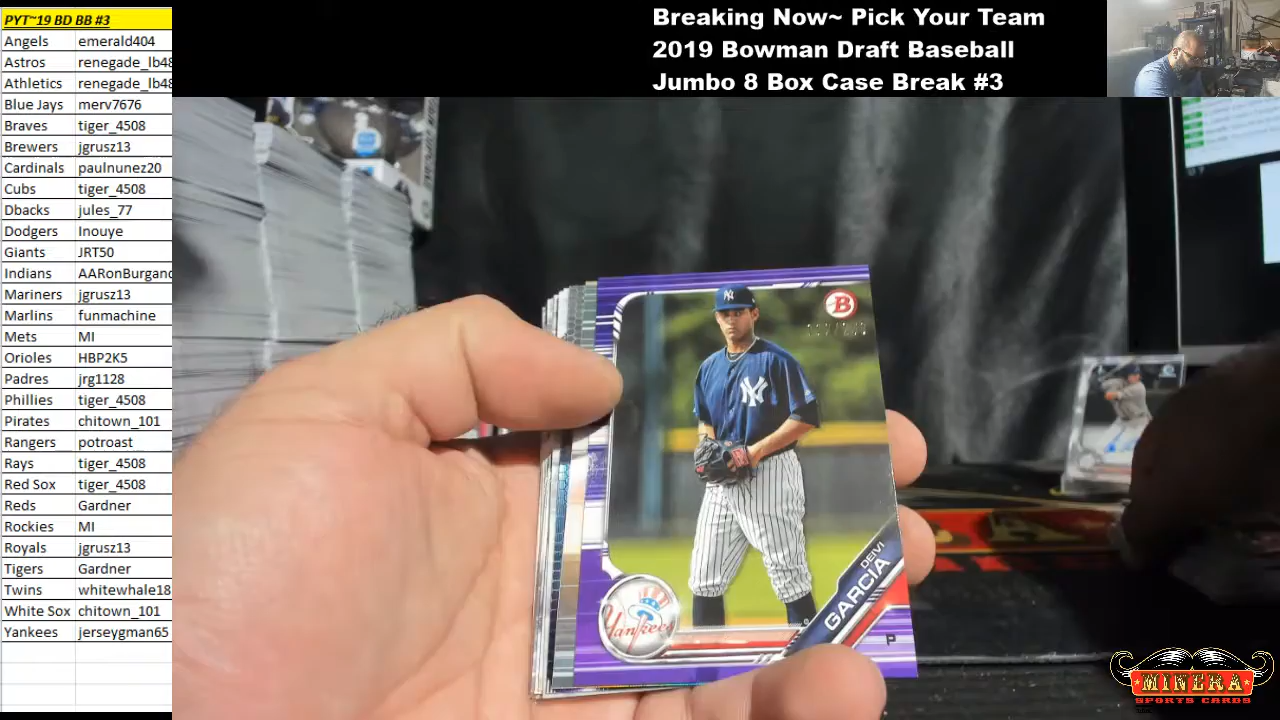 PYT~19 BD BB #3
Angels emerald404
Astros renegade_lb48
Athletics renegade_lb48
Blue Jays merv7676
Braves tiger_4508
Brewers jgrusz13
Cardinals paulnunez20
Cubs tiger_4508
Dbacks jules_77
Dodgers Inouye
Giants JRT50
Indians AARonBurgand
Mariners jgrusz13
Marlins funmachine
Mets MI
Orioles HBP2K5
Padres jrg1128
Phillies tiger_4508
Pirates chitown_101
Rangers potroast
Rays tiger_4508
Red Sox tiger_4508
Reds Gardner
Rockies MI
Royals jgrusz13
Tigers Gardner
Twins whitewhale18
White Sox chitown_101
Yankees jerseygman65
Breaking Now~ Pick Your Team
2019 Bowman Draft Baseball
Jumbo 8 Box Case Break #3
NY
B
NY
DEIVI
GARCIA
Yankees
P
MINERA
SPORTS CARDS